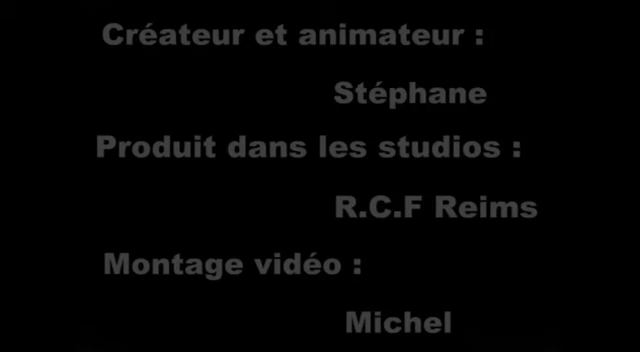 Créateur et animateur :
Stéphane
Produit dans les studios :
R.C.F Reims
Montage vidéo :
Michel